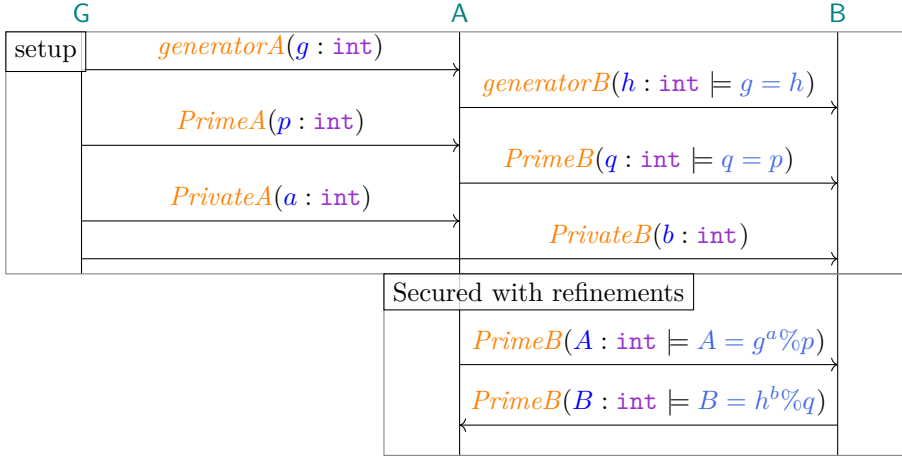 G A B
setup
generatorA(g : int)
generatorB(h : int ⊨ g = h)
PrimeA(p : int)
PrimeB(q : int ⊨ q = p)
PrivateA(a : int)
PrivateB(b : int)
Secured with refinements
PrimeB(A : int ⊨ A = g^a%p)
PrimeB(B : int ⊨ B = h^b%q)